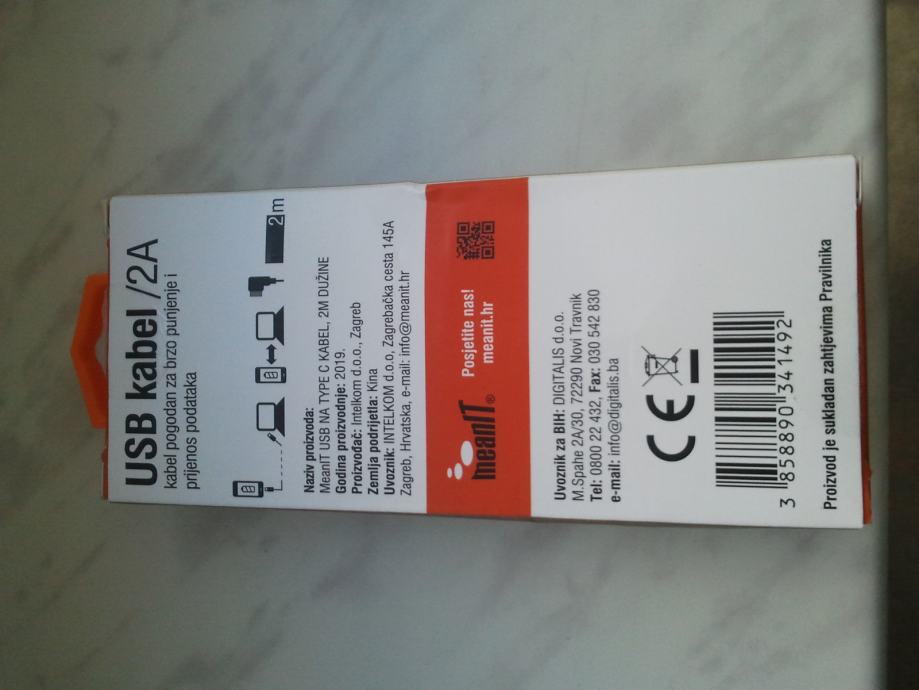 USB kabel /2A
kabel pogodan za brzo punjenje i
prijenos podataka
2m
Naziv proizvoda:
MeanIT USB NA TYPE C KABEL, 2M DUŽINE
Godina proizvodnje: 2019.
Proizvođač: Intelkom d.o.o., Zagreb
Zemlja podrijetla: Kina
Uvoznik: INTELKOM d.o.o, Zagrebačka cesta 145A
Zagreb, Hrvatska, e-mail: info@meanit.hr
meanIT®
Posjetite nas!
meanit.hr
Uvoznik za BIH: DIGITALIS d.o.o.
M.Spahe 2A/30, 72290 Novi Travnik
Tel: 0800 22 432, Fax: 030 542 830
e-mail: info@digitalis.ba
CE
3 858890 341492
Proizvod je sukladan zahtjevima Pravilnika